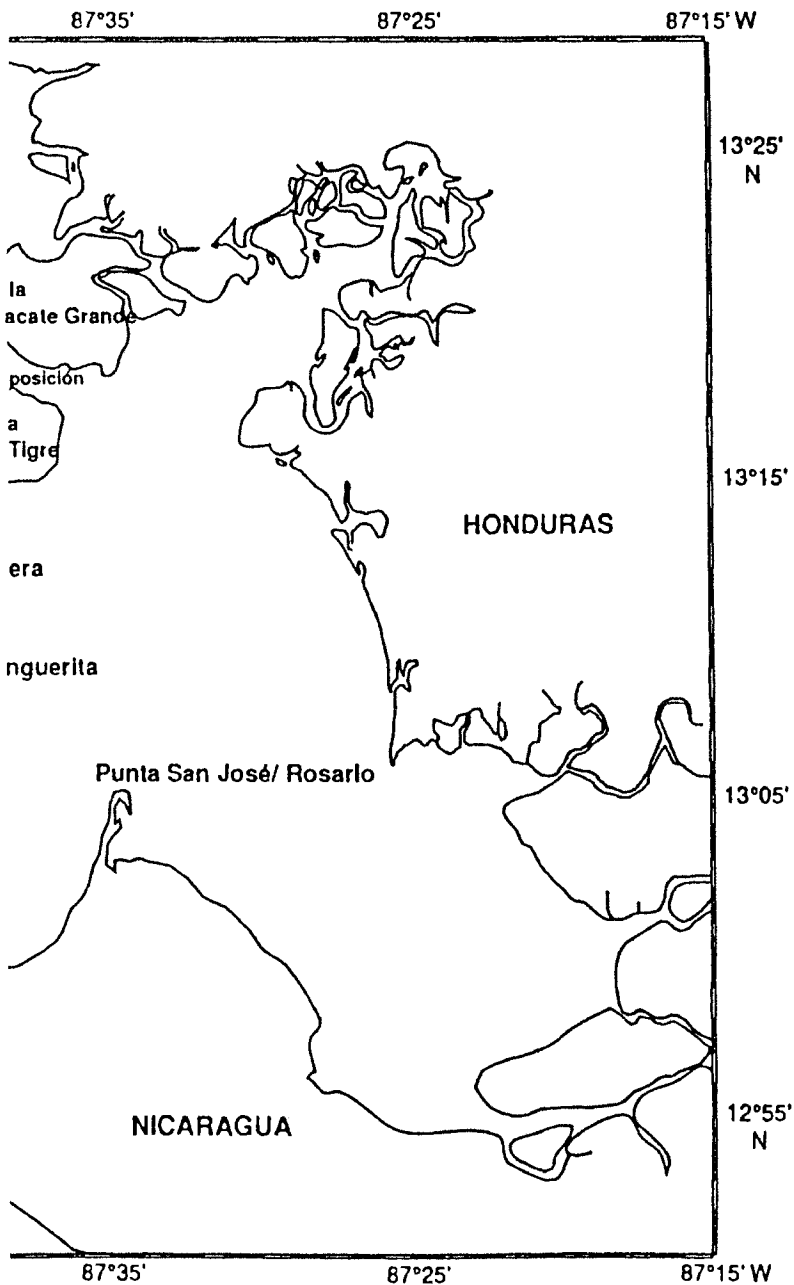 87°35' 87°25' 87°15' W
13°25'
N
la
acate Grande
posición
a
Tigre
13°15'
HONDURAS
era
nguerita
Punta San José/ Rosario
13°05'
12°55'
N
NICARAGUA
87°35' 87°25' 87°15' W